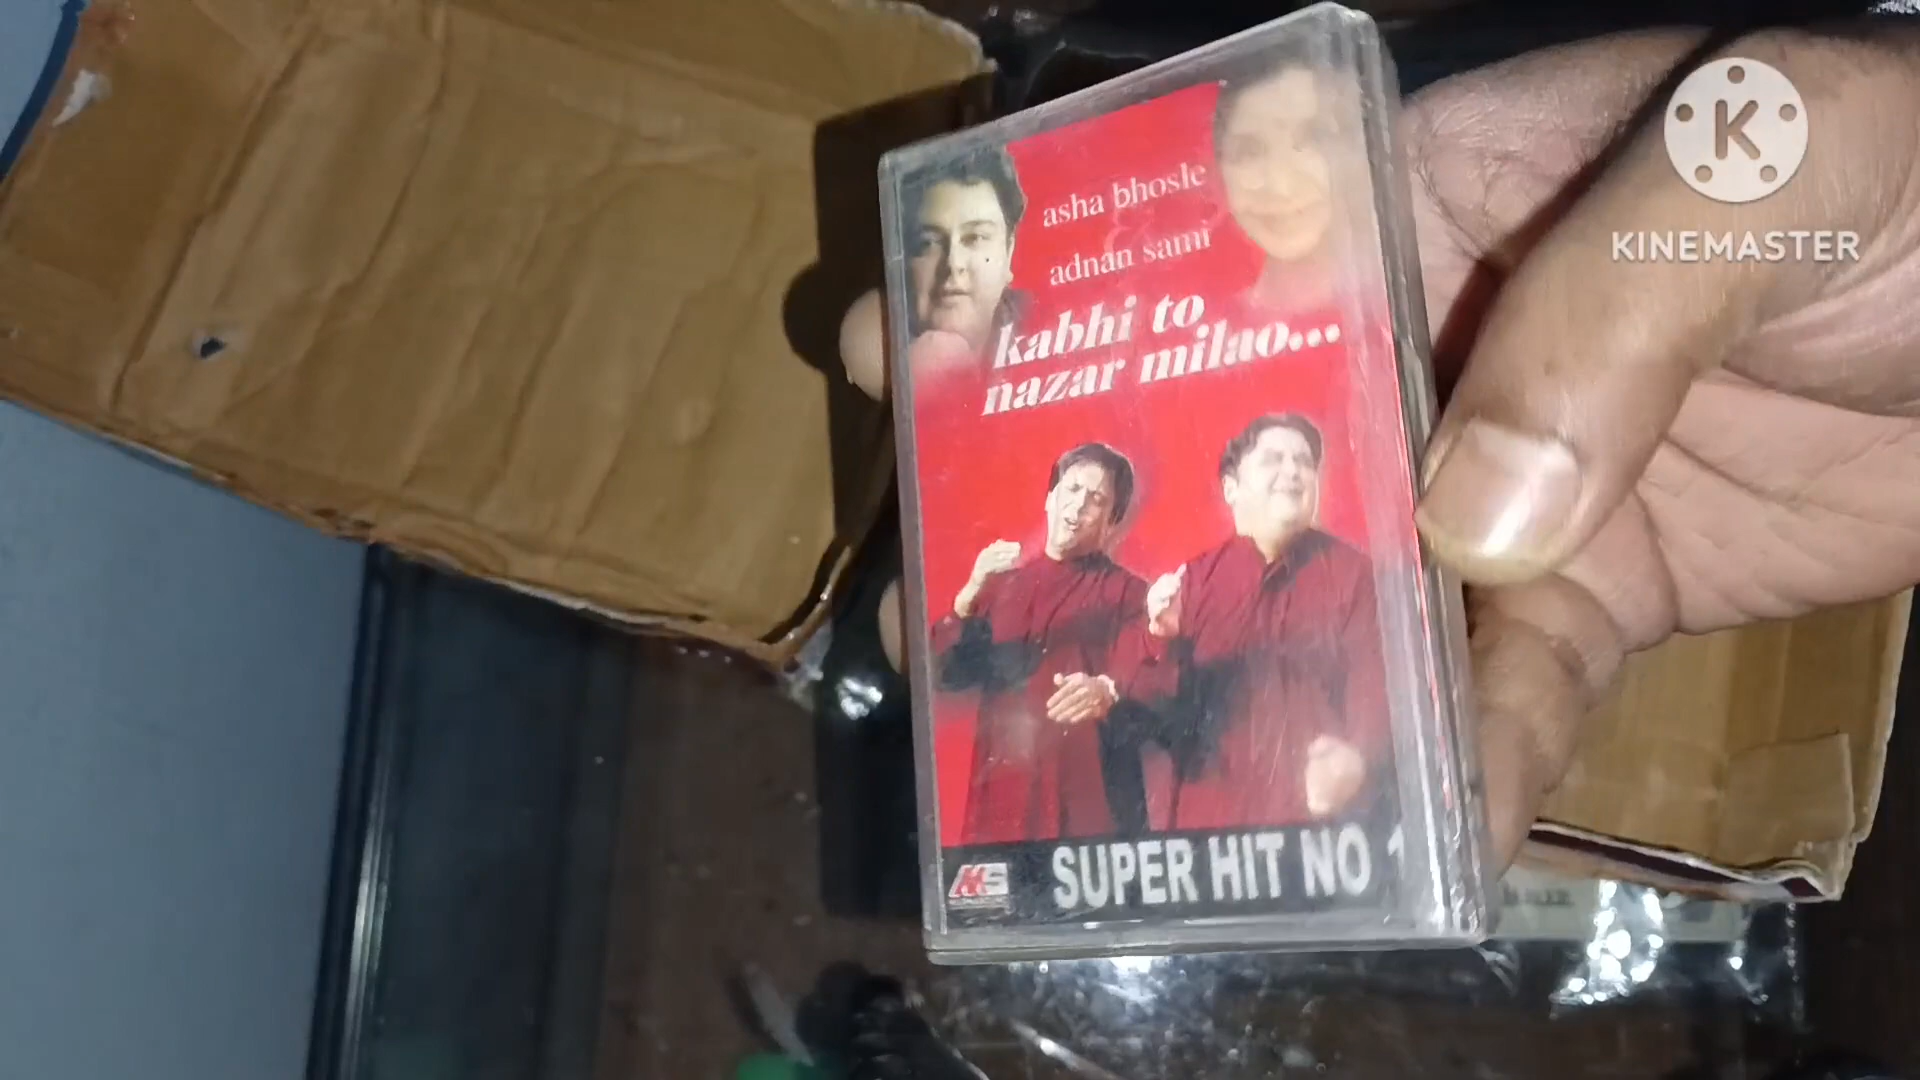 asha bhosle
&
adnan sami
kabhi to
nazar milao...
SUPER HIT NO 1
K
KINEMASTER